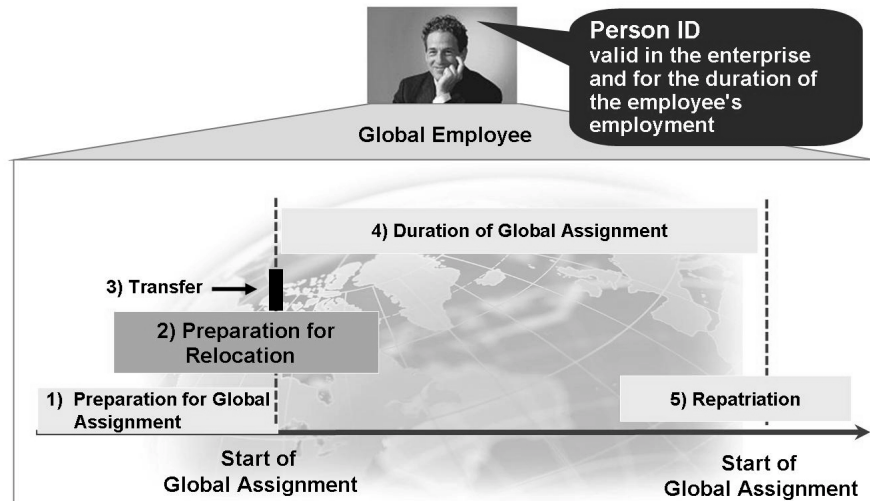 Person ID
valid in the enterprise
and for the duration of
the employee's
employment
Global Employee
4) Duration of Global Assignment
3) Transfer
2) Preparation for
Relocation
1) Preparation for Global
Assignment
5) Repatriation
Start of
Global Assignment
Start of
Global Assignment